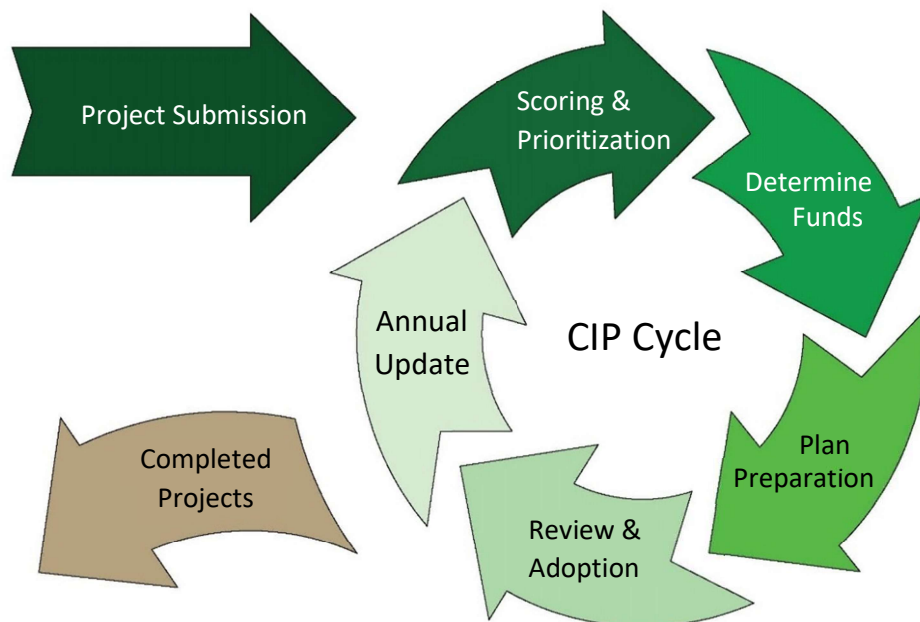 Project Submission
Scoring &
Prioritization
Determine
Funds
Plan
Preparation
Review &
Adoption
Annual
Update
CIP Cycle
Completed
Projects